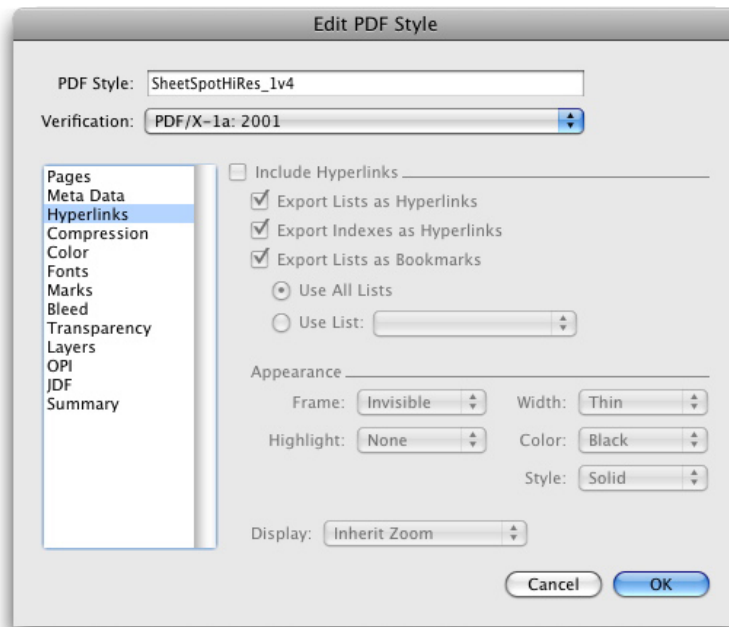 Edit PDF Style
PDF Style: SheetSpotHiRes_1v4
Verification: PDF/X-1a: 2001
Pages
Meta Data
Hyperlinks
Compression
Color
Fonts
Marks
Bleed
Transparency
Layers
OPI
JDF
Summary
Include Hyperlinks
Export Lists as Hyperlinks
Export Indexes as Hyperlinks
Export Lists as Bookmarks
Use All Lists
Use List:
Appearance
Frame: Invisible Width: Thin
Highlight: None Color: Black
Style: Solid
Display: Inherit Zoom
Cancel OK